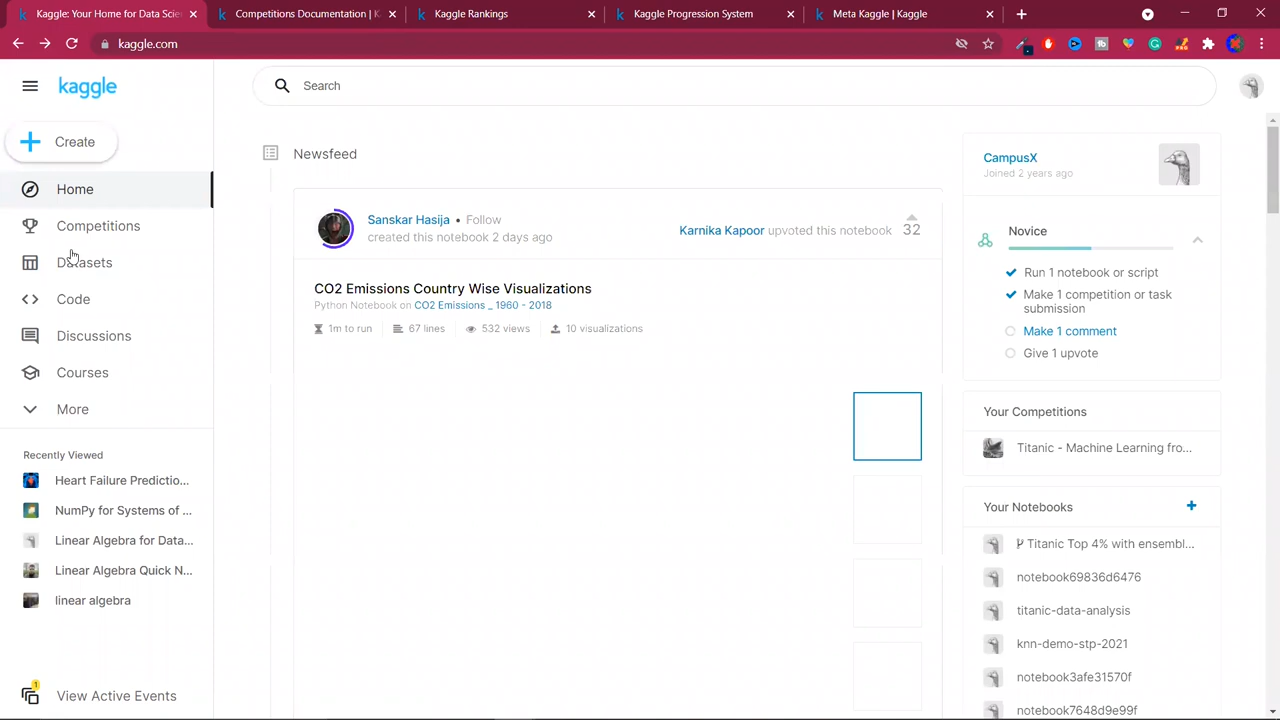 Kaggle: Your Home for Data Scien
Competitions Documentation | K
Kaggle Rankings
Kaggle Progression System
Meta Kaggle | Kaggle
kaggle.com
kaggle
Search
Create
Home
Competitions
Datasets
Code
Discussions
Courses
More
Recently Viewed
Heart Failure Predictio...
NumPy for Systems of ...
Linear Algebra for Data...
Linear Algebra Quick N...
linear algebra
1
View Active Events
Newsfeed
Sanskar Hasija • Follow
created this notebook 2 days ago
Karnika Kapoor upvoted this notebook
32
CO2 Emissions Country Wise Visualizations
Python Notebook on CO2 Emissions _ 1960 - 2018
1m to run 67 lines 532 views 10 visualizations
CampusX
Joined 2 years ago
Novice
Run 1 notebook or script
Make 1 competition or task
submission
Make 1 comment
Give 1 upvote
Your Competitions
Titanic - Machine Learning fro...
Your Notebooks
Titanic Top 4% with ensembl...
notebook69836d6476
titanic-data-analysis
knn-demo-stp-2021
notebook3afe31570f
notebook7648d9e99f